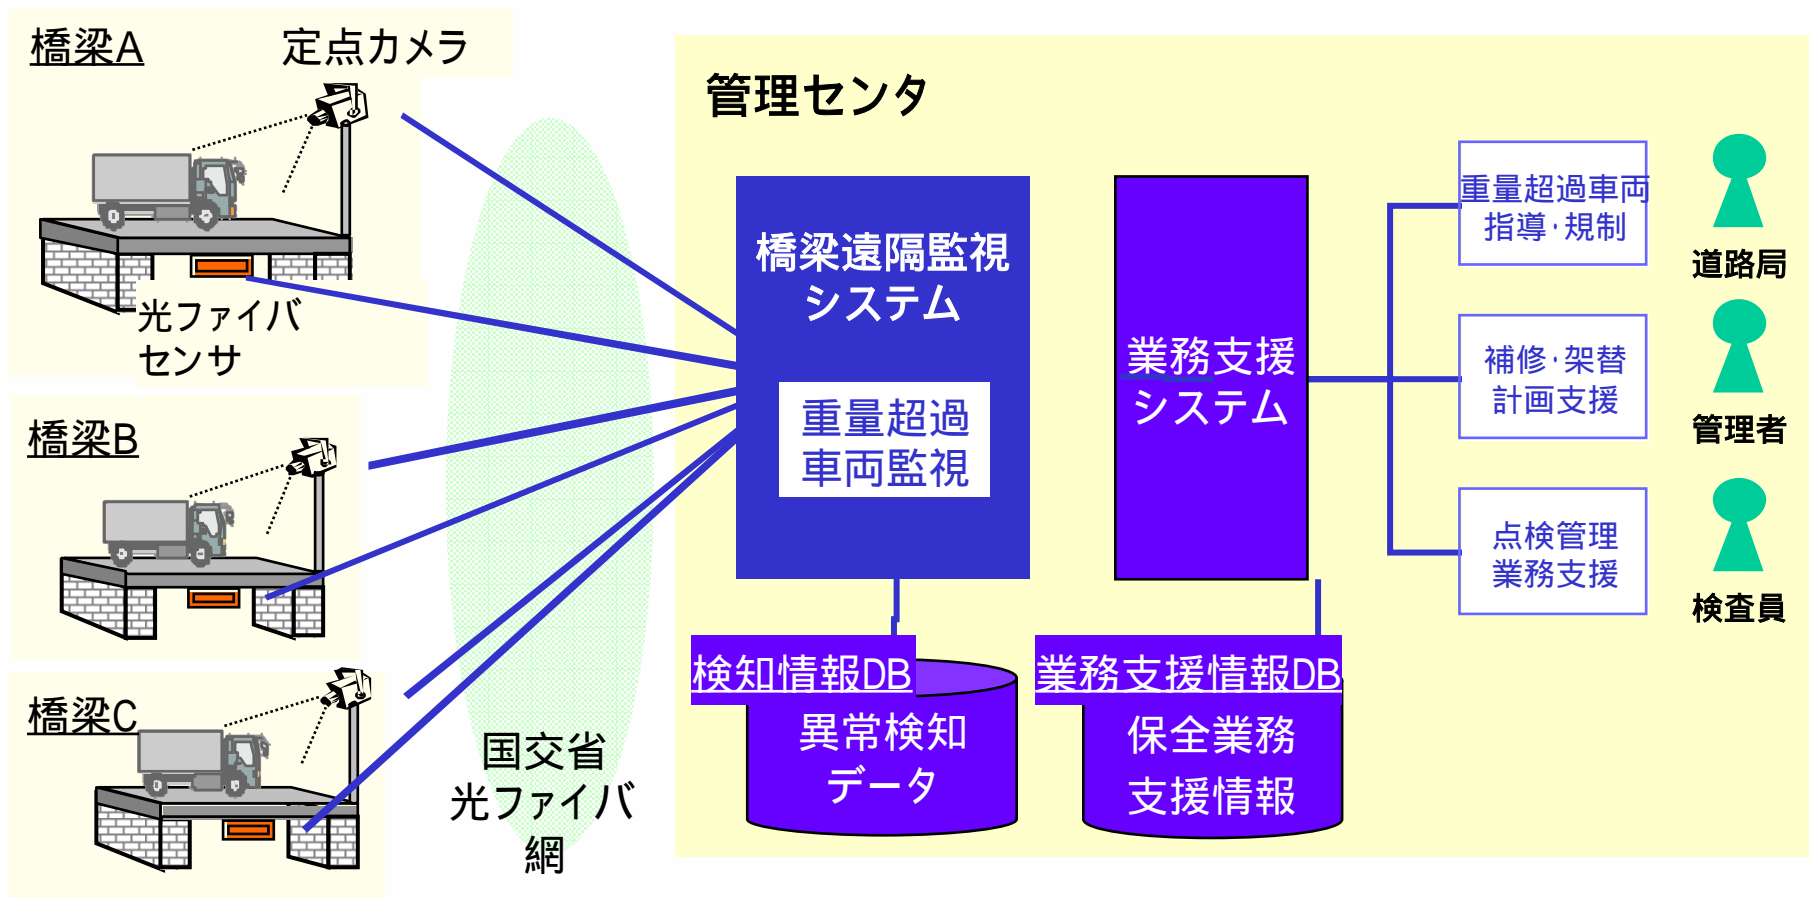 橋梁A
定点カメラ
光ファイバ
センサ
橋梁B
橋梁C
国交省
光ファイバ
網
管理センタ
橋梁遠隔監視
システム
重量超過
車両監視
業務支援
システム
重量超過車両
指導・規制
道路局
補修・架替
計画支援
管理者
点検管理
業務支援
検査員
検知情報DB
異常検知
データ
業務支援情報DB
保全業務
支援情報